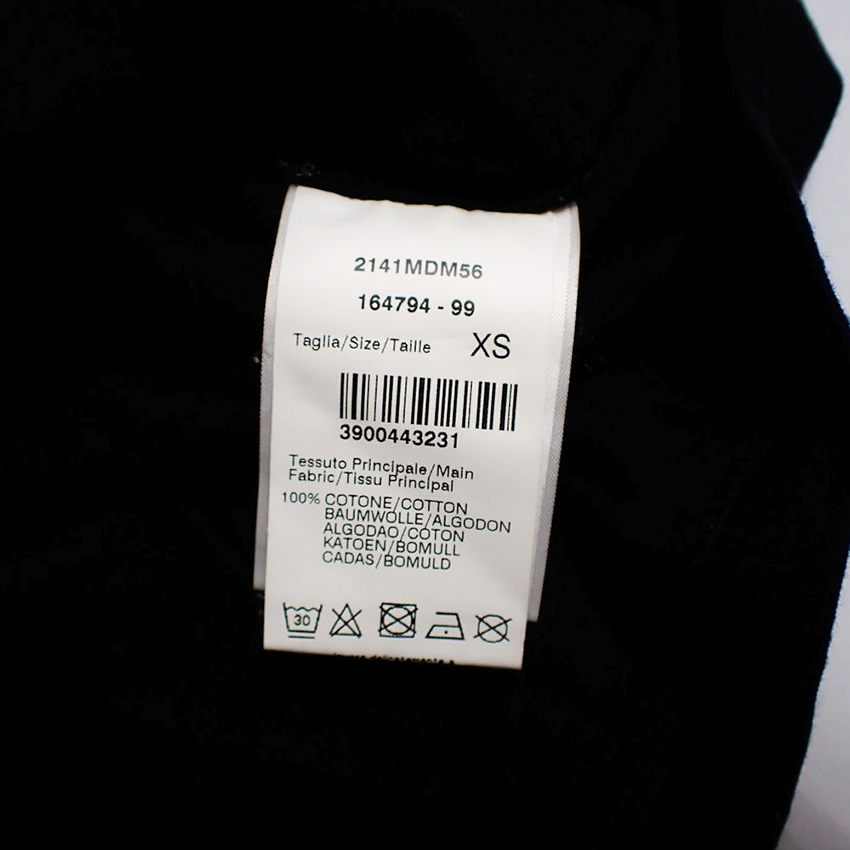 2141MDM56
164794 - 99
Taglia/Size/Taille XS
3900443231
Tessuto Principale/Main
Fabric/Tissu Principal
100% COTONE/COTTON
BAUMWOLLE/ALGODON
ALGODAO/COTON
KATOEN/BOMULL
CADAS/BOMULD
30
delicatamente e